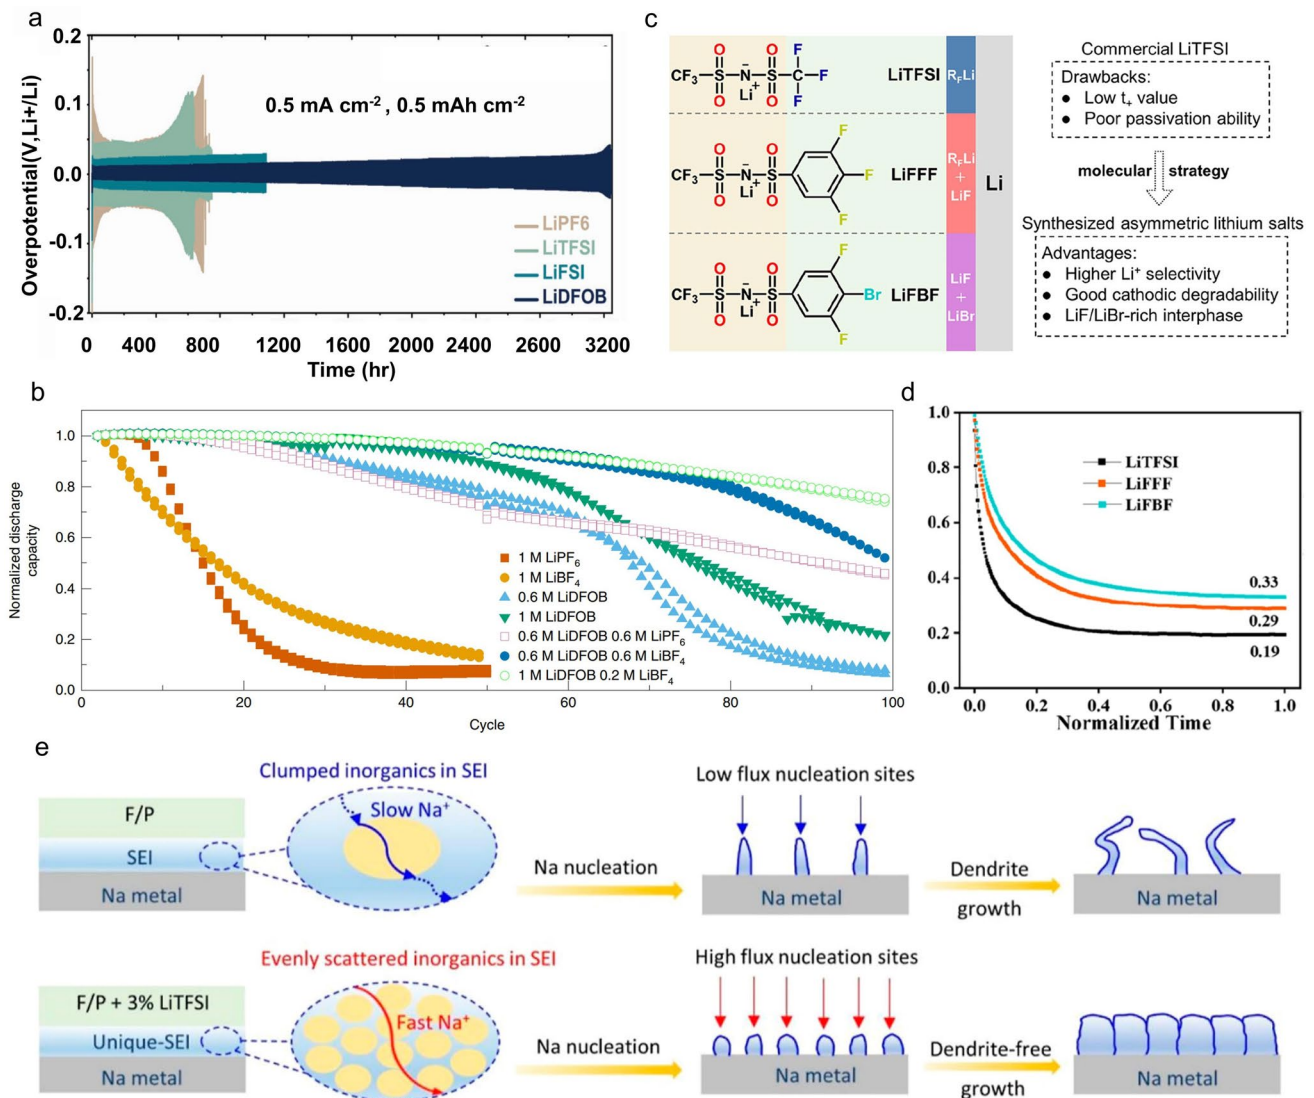 a
0.2
0.1
0.0
-0.1
-0.2
Overpotential(V,Li+/Li)
0.5 mA cm-2 , 0.5 mAh cm-2
LiPF6
LiTFSI
LiFSI
LiDFOB
0 400 800 1200 2000 2400 2800 3200
Time (hr)
c
O O F
CF3 S N S C F LiTFSI RFLi
Li+
O O F
O O F
CF3 S N S F LiFFF RFLi + LiF
Li+
O O F
O O F
CF3 S N S Br LiFBF LiF + LiBr
Li+
O O F
Li
Commercial LiTFSI
Drawbacks:
● Low t+ value
● Poor passivation ability
molecular strategy
Synthesized asymmetric lithium salts
Advantages:
● Higher Li+ selectivity
● Good cathodic degradability
● LiF/LiBr-rich interphase
b
Normalized discharge
capacity
1.0
0.8
0.6
0.4
0.2
0.0
1 M LiPF6
1 M LiBF4
0.6 M LiDFOB
1 M LiDFOB
0.6 M LiDFOB 0.6 M LiPF6
0.6 M LiDFOB 0.6 M LiBF4
1 M LiDFOB 0.2 M LiBF4
0 20 40 60 80 100
Cycle
d
1.0
0.8
0.6
0.4
0.2
0.0
LiTFSI
LiFFF
LiFBF
0.33
0.29
0.19
0.0 0.2 0.4 0.6 0.8 1.0
Normalized Time
e
Clumped inorganics in SEI
F/P
SEI
Na metal
Slow Na+
Na nucleation
Low flux nucleation sites
Na metal
Dendrite
growth
Na metal
Evenly scattered inorganics in SEI
F/P + 3% LiTFSI
Unique-SEI
Na metal
Fast Na+
Na nucleation
High flux nucleation sites
Na metal
Dendrite-free
growth
Na metal